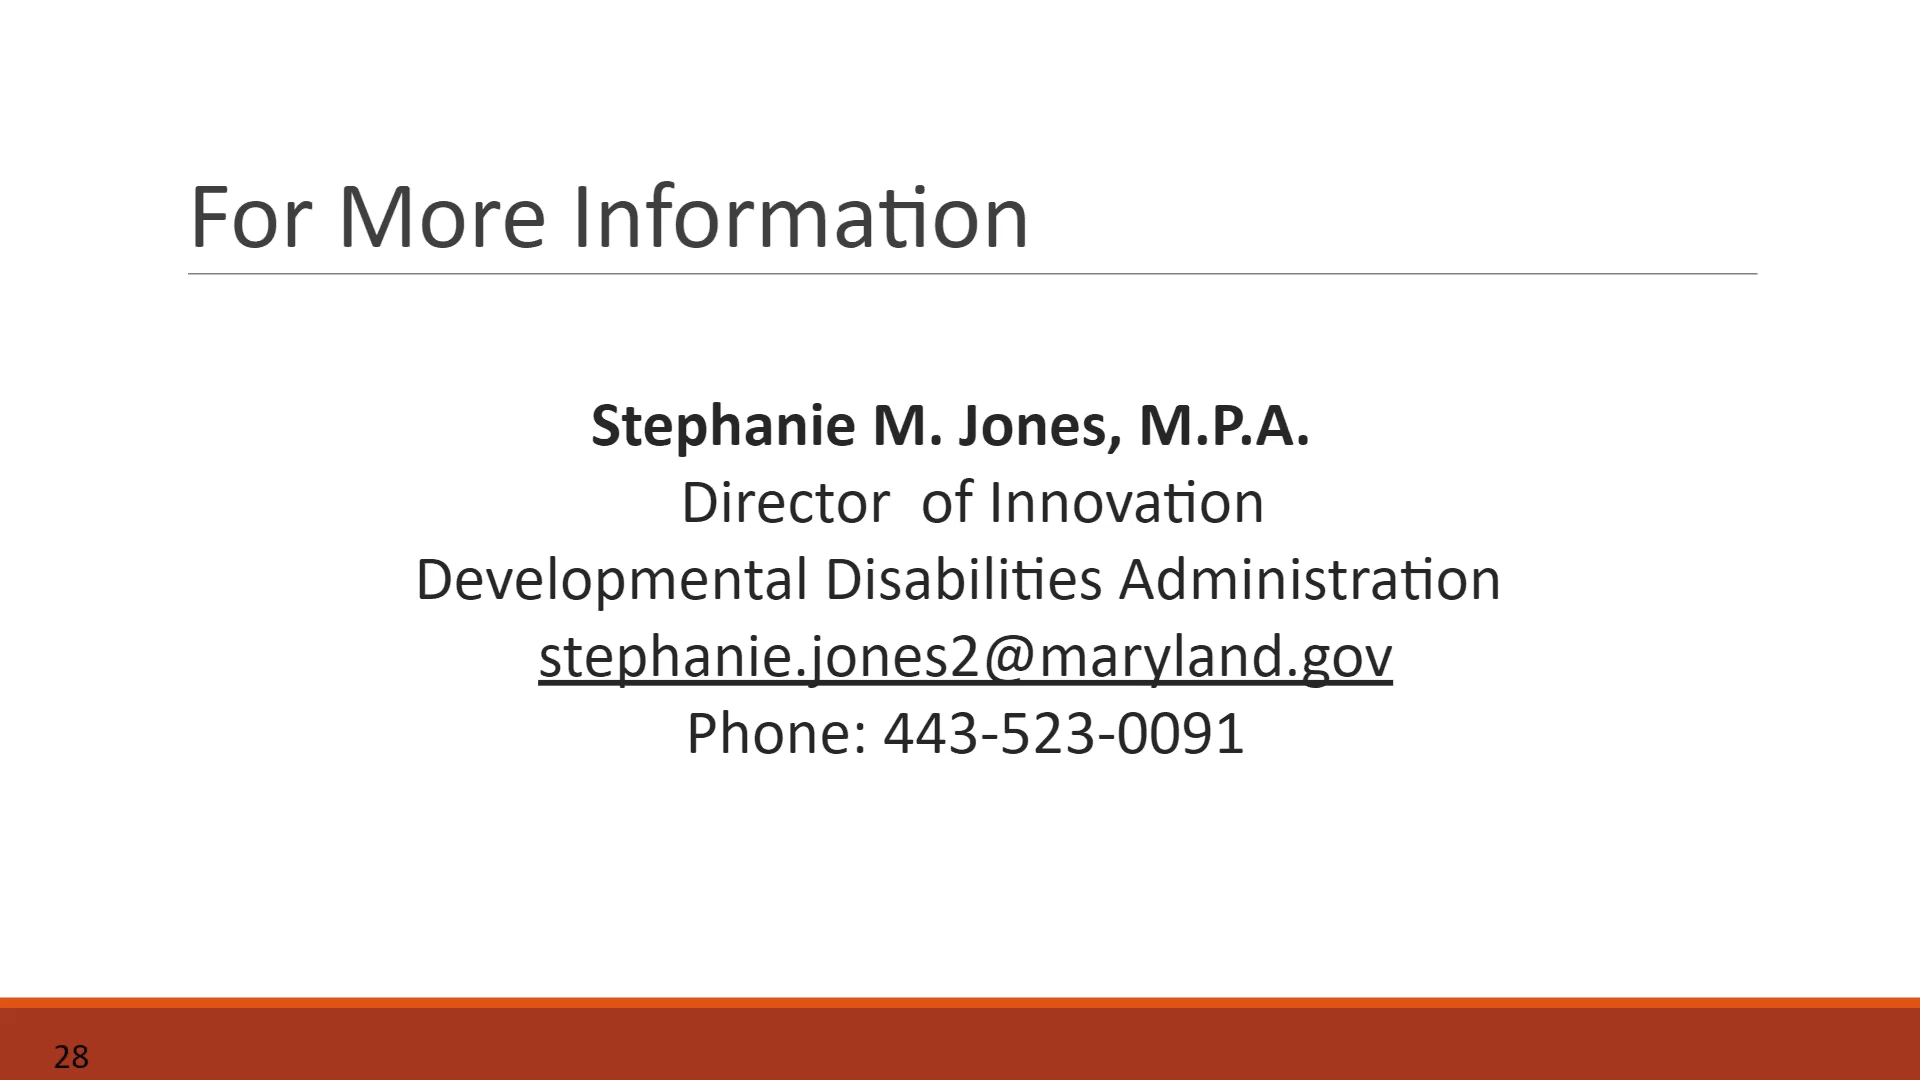 For More Information
Stephanie M. Jones, M.P.A.
Director  of Innovation
Developmental Disabilities Administration
stephanie.jones2@maryland.gov
Phone: 443-523-0091
28